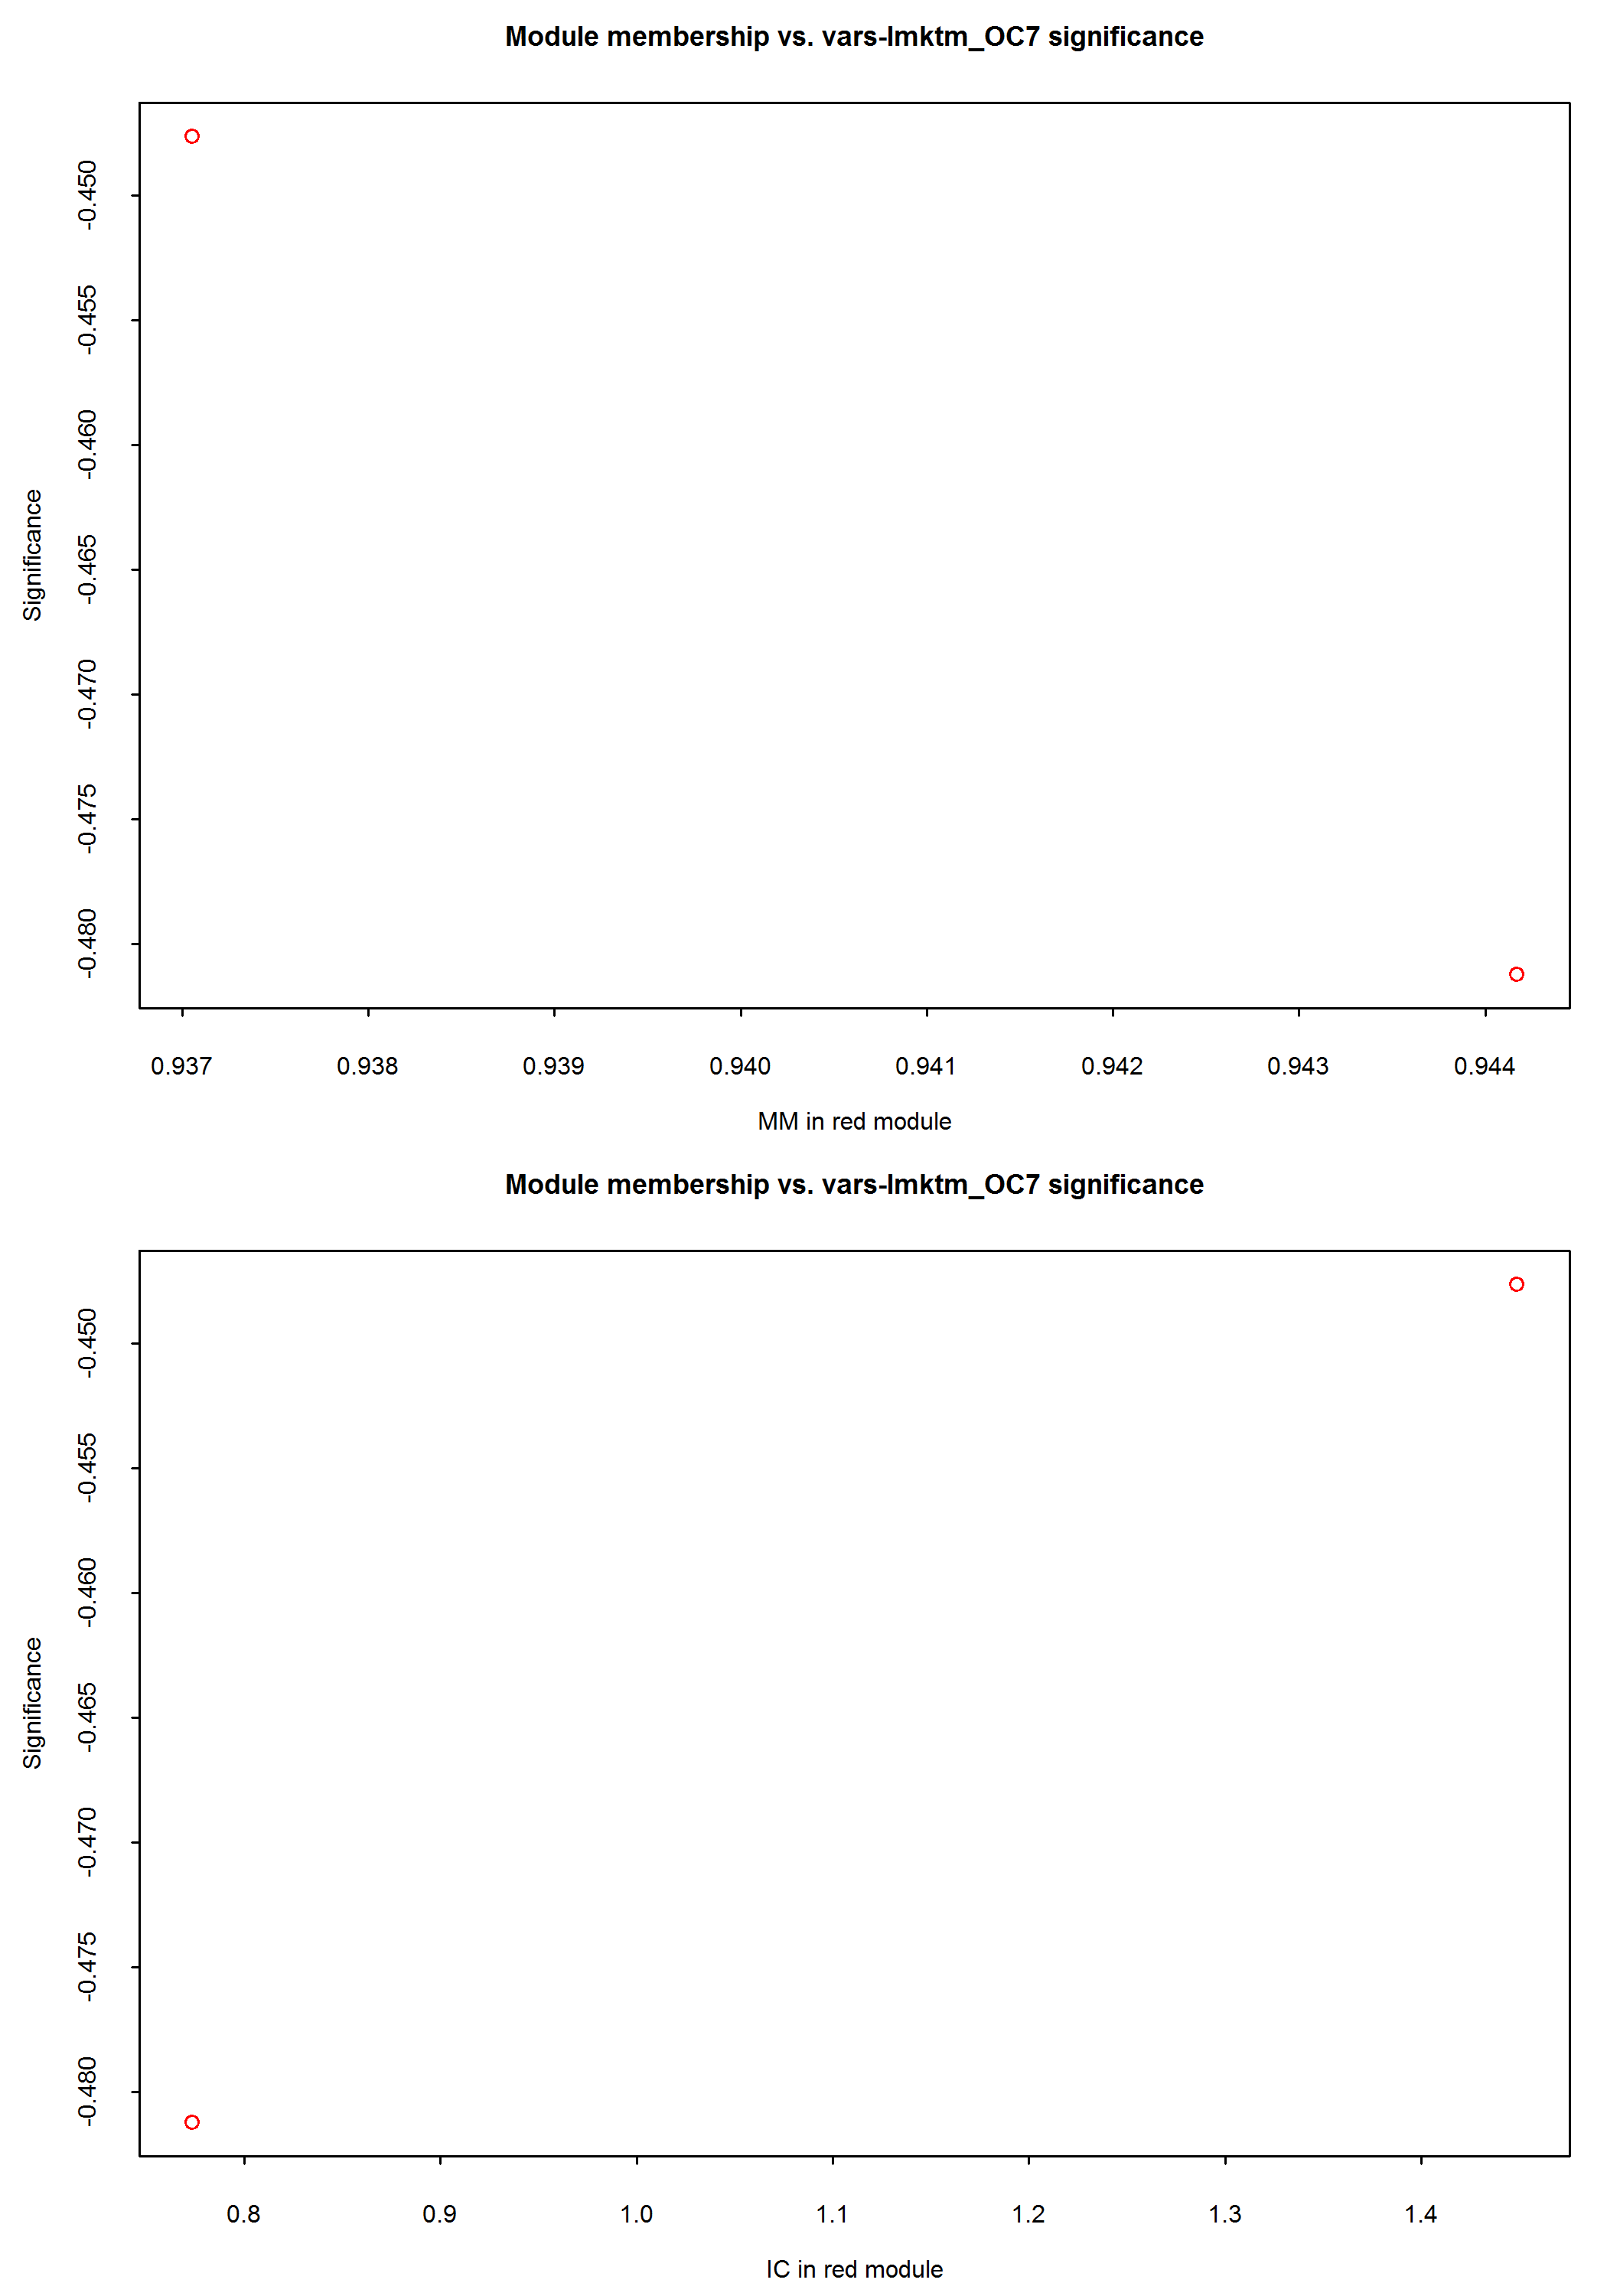 Module membership vs. vars-lmktm_OC7 significance
-0.450
-0.455
-0.460
-0.465
-0.470
-0.475
-0.480
Significance
0.937 0.938 0.939 0.940 0.941 0.942 0.943 0.944
MM in red module
Module membership vs. vars-lmktm_OC7 significance
-0.450
-0.455
-0.460
-0.465
-0.470
-0.475
-0.480
Significance
0.8 0.9 1.0 1.1 1.2 1.3 1.4
IC in red module